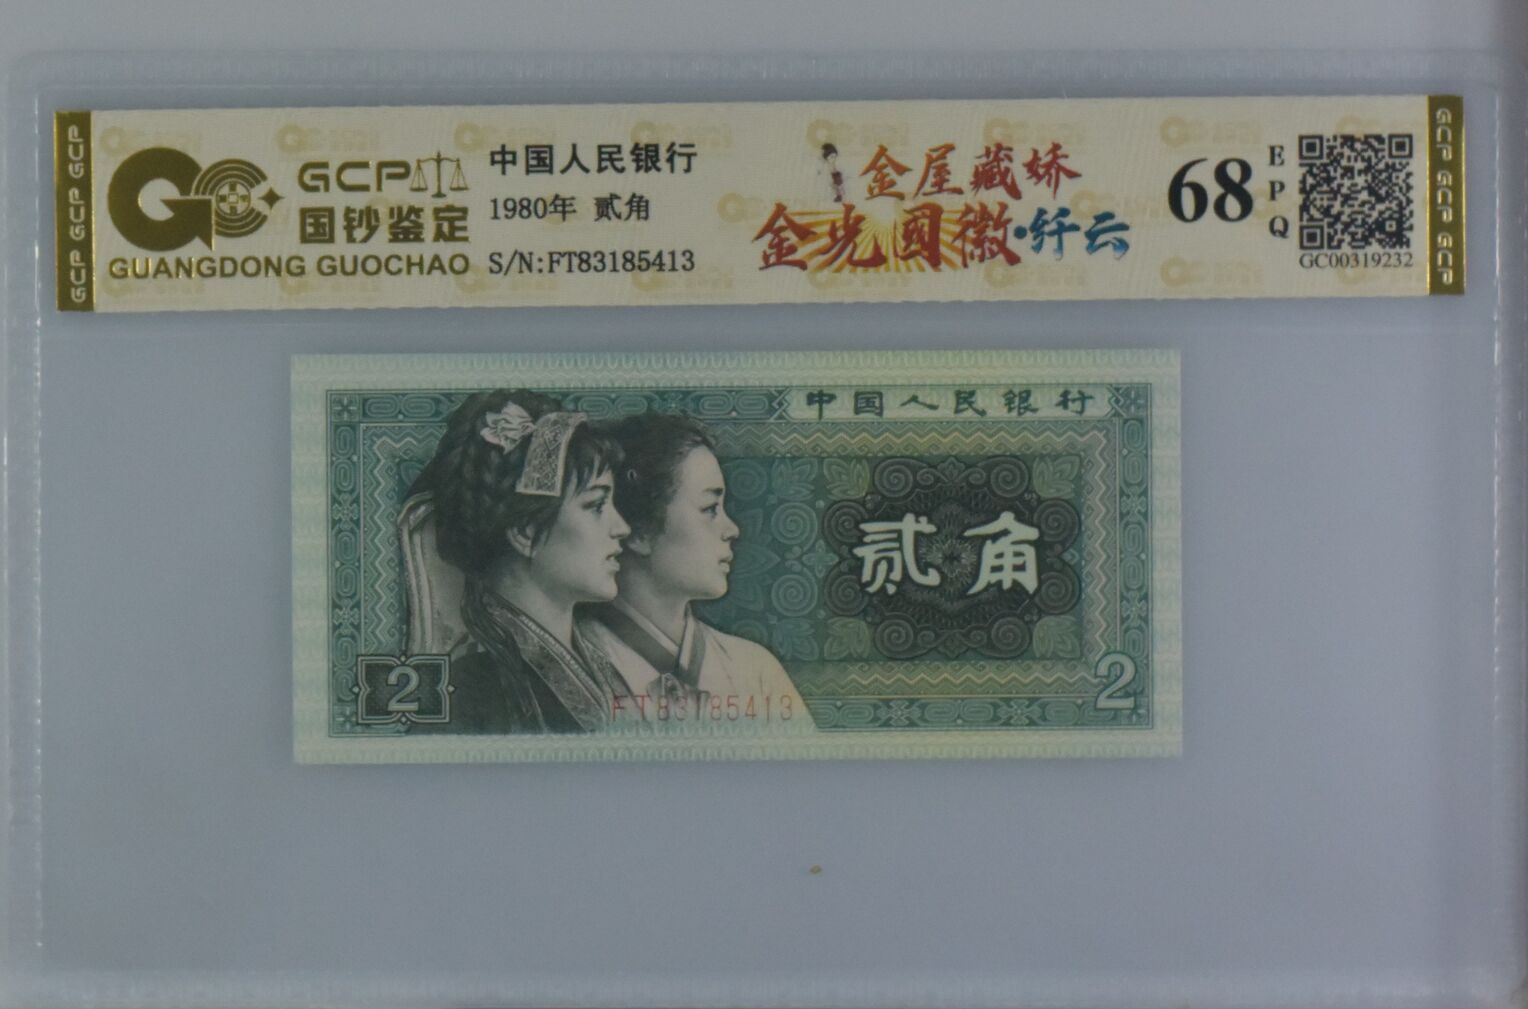 GCP
国钞鉴定
GUANGDONG GUOCHAO
中国人民银行
1980年 贰角
S/N:FT83185413
金屋藏娇
金光國徽·纤云
68
EPQ
GC00319232
GCP GCP GCP
GCP GCP GCP
中国人民银行
贰角
2
2
FT83185413